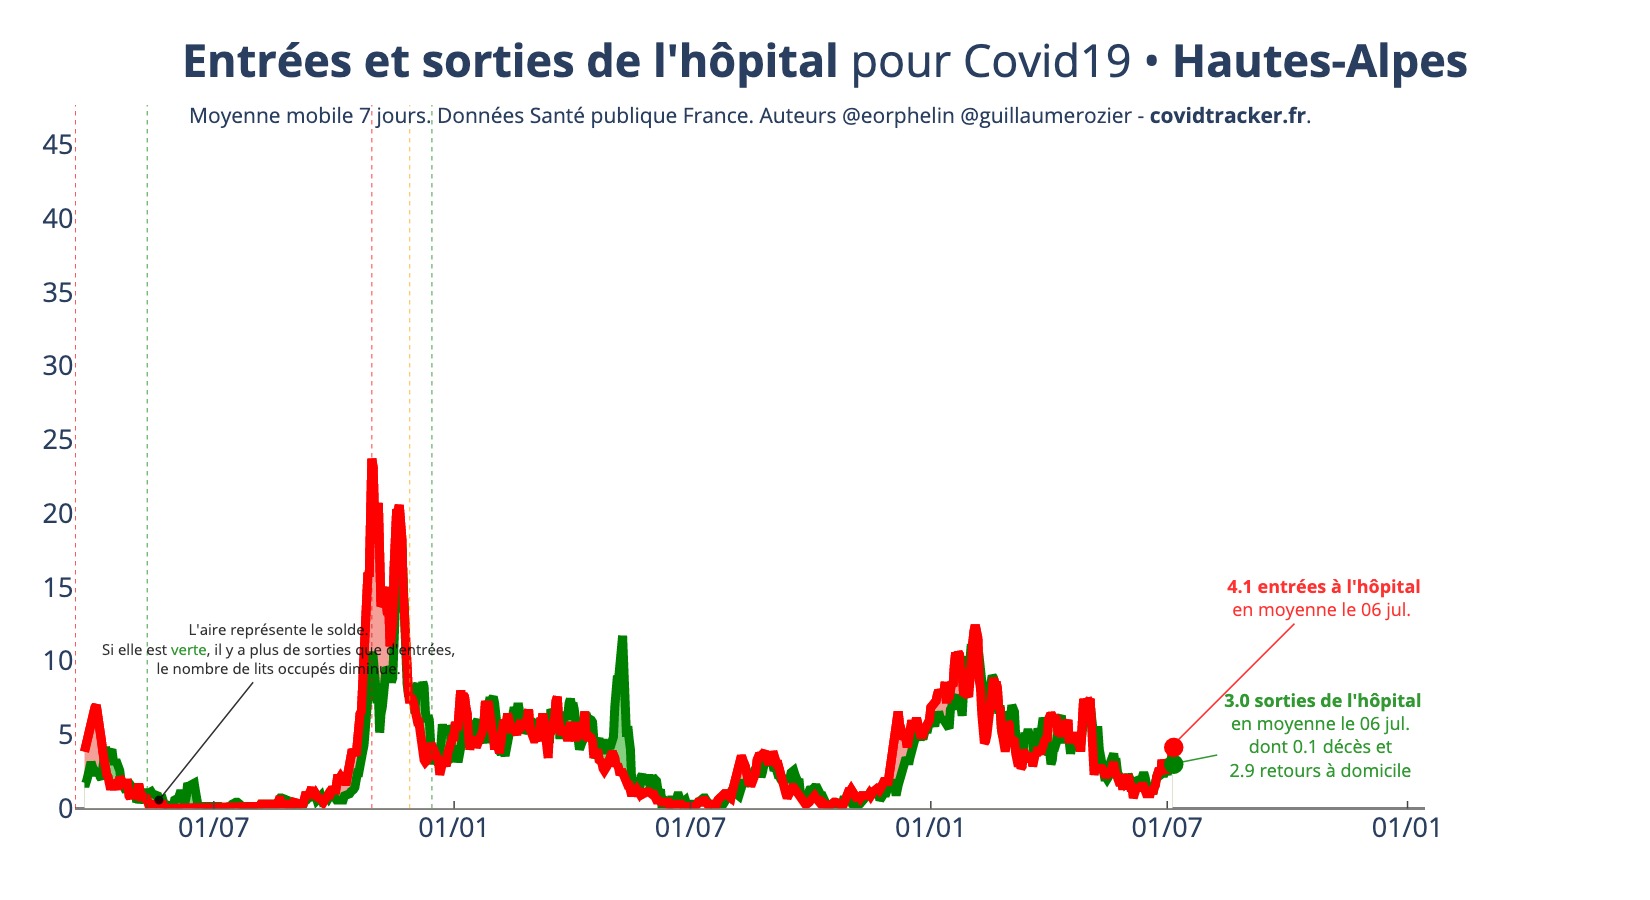 Entrées et sorties de l'hôpital pour Covid19 • Hautes-Alpes
Moyenne mobile 7 jours. Données Santé publique France. Auteurs @eorphelin @guillaumerozier - covidtracker.fr.
45
40
35
30
25
20
15
10
5
0
L'aire représente le solde.
Si elle est verte, il y a plus de sorties que d'entrées,
le nombre de lits occupés diminue.
4.1 entrées à l'hôpital
en moyenne le 06 jul.
3.0 sorties de l'hôpital
en moyenne le 06 jul.
dont 0.1 décès et
2.9 retours à domicile
01/07
01/01
01/07
01/01
01/07
01/01